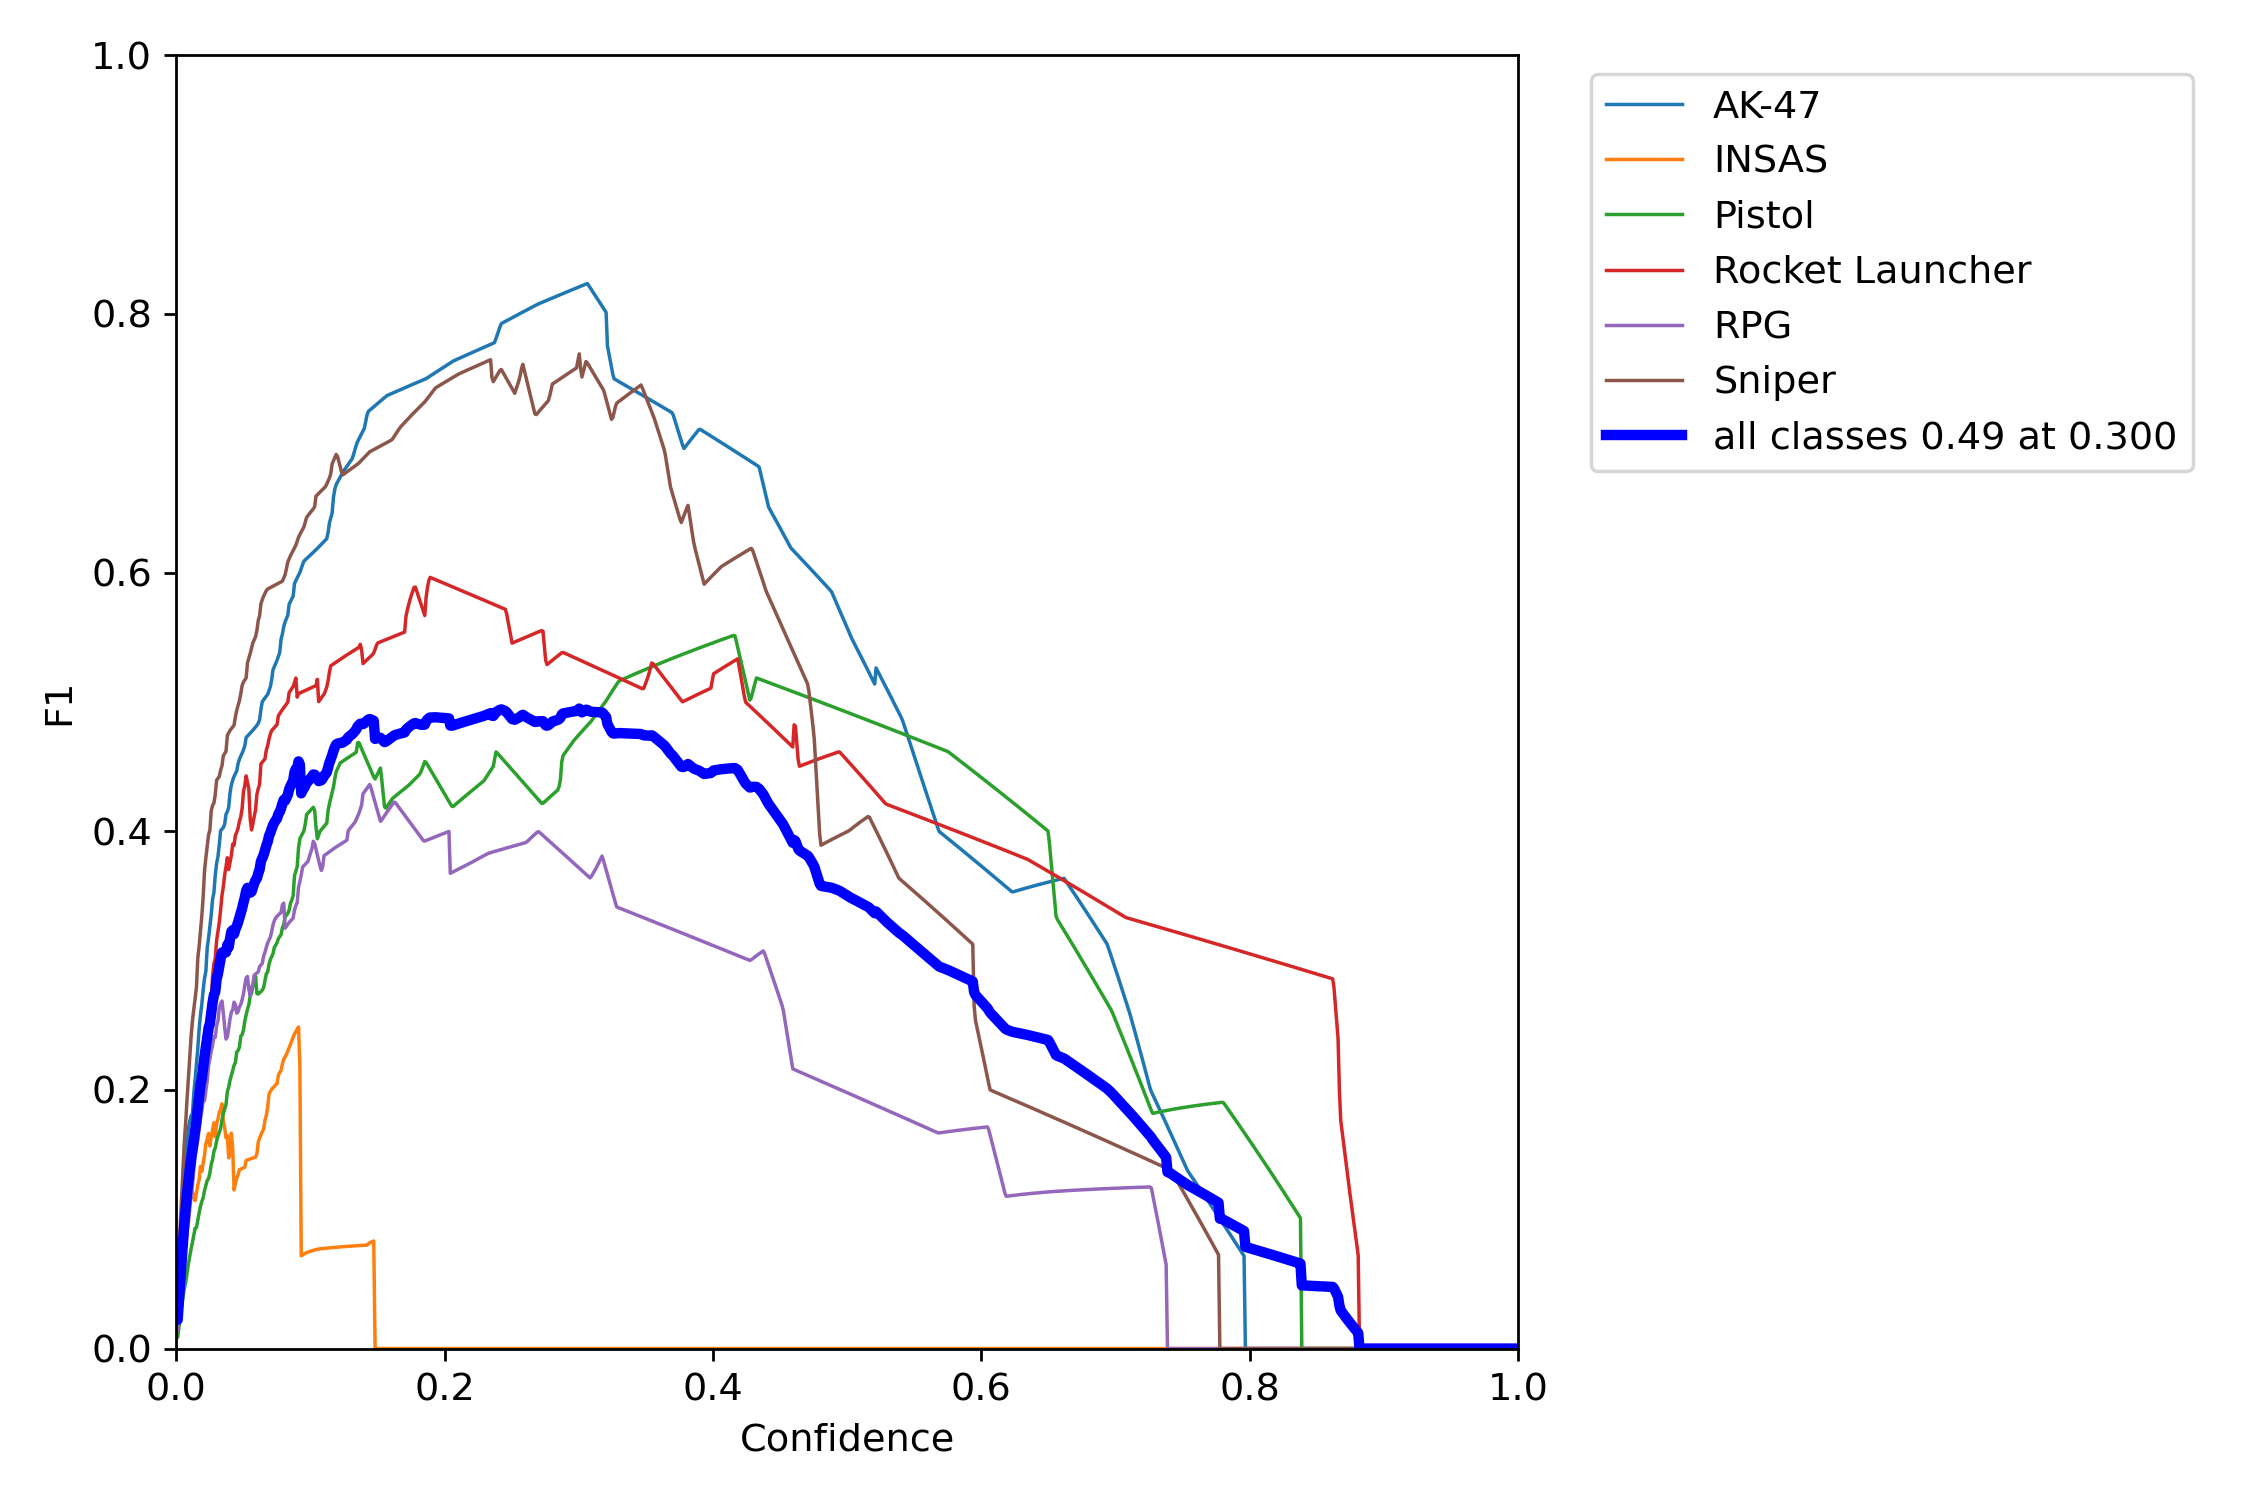 1.0
0.8
0.6
0.4
0.2
0.0
F1
0.0 0.2 0.4 0.6 0.8 1.0
Confidence
AK-47
INSAS
Pistol
Rocket Launcher
RPG
Sniper
all classes 0.49 at 0.300